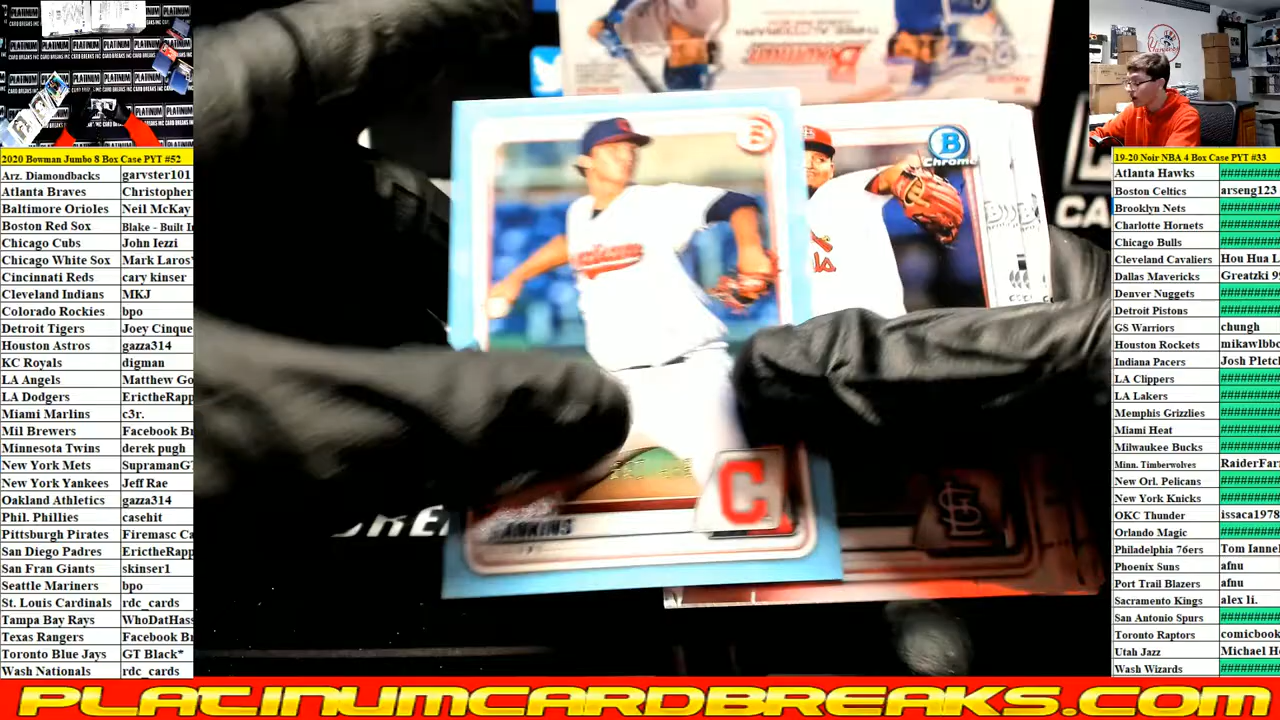 2020 Bowman Jumbo 8 Box Case PYT #52
Arz. Diamondbacks garvster101
Atlanta Braves Christopher
Baltimore Orioles Neil McKay
Boston Red Sox Blake - Built I
Chicago Cubs John Iezzi
Chicago White Sox Mark Laros*
Cincinnati Reds cary kinser
Cleveland Indians MKJ
Colorado Rockies bpo
Detroit Tigers Joey Cinque
Houston Astros gazza314
KC Royals digman
LA Angels Matthew Go
LA Dodgers ErictheRapp
Miami Marlins c3r.
Mil Brewers Facebook Br
Minnesota Twins derek pugh
New York Mets SupramanGT
New York Yankees Jeff Rae
Oakland Athletics gazza314
Phil. Phillies casehit
Pittsburgh Pirates Firemasc Ca
San Diego Padres ErictheRapp
San Fran Giants skinser1
Seattle Mariners bpo
St. Louis Cardinals rdc_cards
Tampa Bay Rays WhoDatHass
Texas Rangers Facebook Br
Toronto Blue Jays GT Black*
Wash Nationals rdc_cards
Bowman
B
Chrome
C
19-20 Noir NBA 4 Box Case PYT #33
Atlanta Hawks ########
Boston Celtics arseng123
Brooklyn Nets ########
Charlotte Hornets ########
Chicago Bulls ########
Cleveland Cavaliers Hou Hua L
Dallas Mavericks Greatzki 99
Denver Nuggets ########
Detroit Pistons ########
GS Warriors chungh
Houston Rockets mikawlbbc
Indiana Pacers Josh Pletch
LA Clippers ########
LA Lakers ########
Memphis Grizzlies ########
Miami Heat ########
Milwaukee Bucks ########
Minn. Timberwolves RaiderFar
New Orl. Pelicans ########
New York Knicks ########
OKC Thunder issaca1978
Orlando Magic ########
Philadelphia 76ers Tom Iannel
Phoenix Suns afnu
Port Trail Blazers afnu
Sacramento Kings alex li.
San Antonio Spurs ########
Toronto Raptors comicbook
Utah Jazz Michael He
Wash Wizards ########
PLATINUMCARDBREAKS.COM